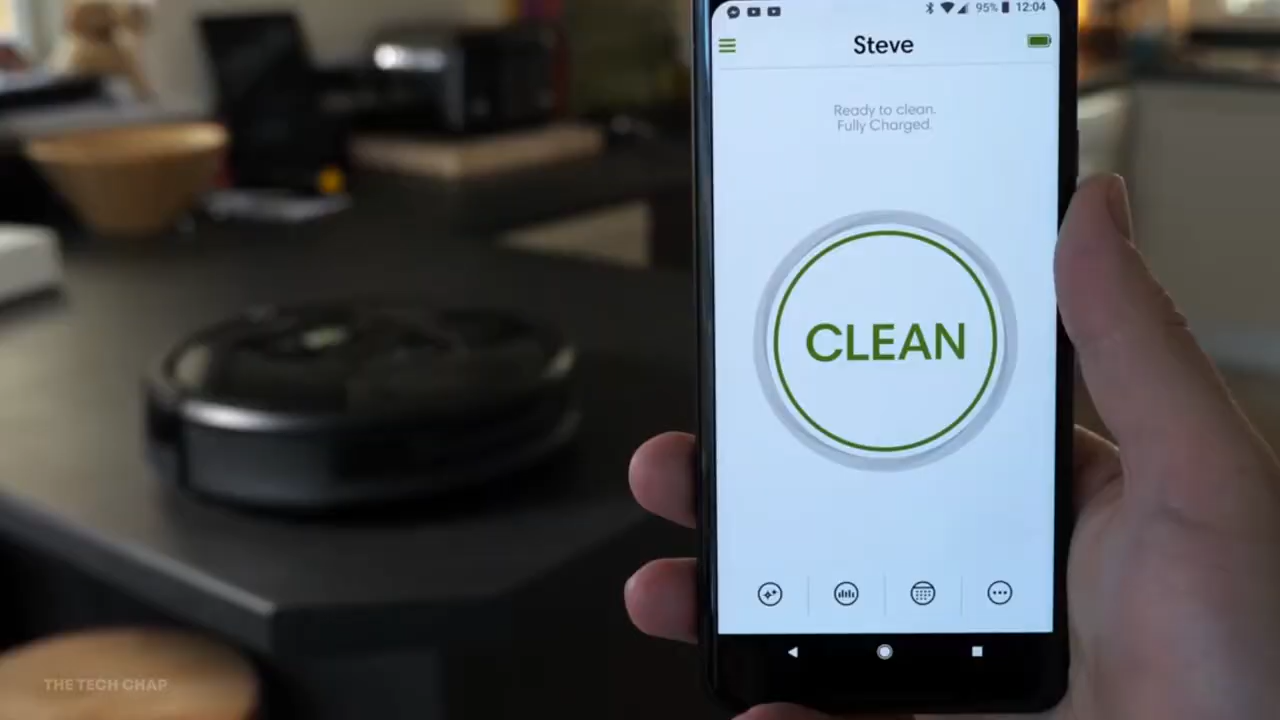 95% 12:04
Steve
Ready to clean.
Fully Charged.
CLEAN
THE TECH CHAP